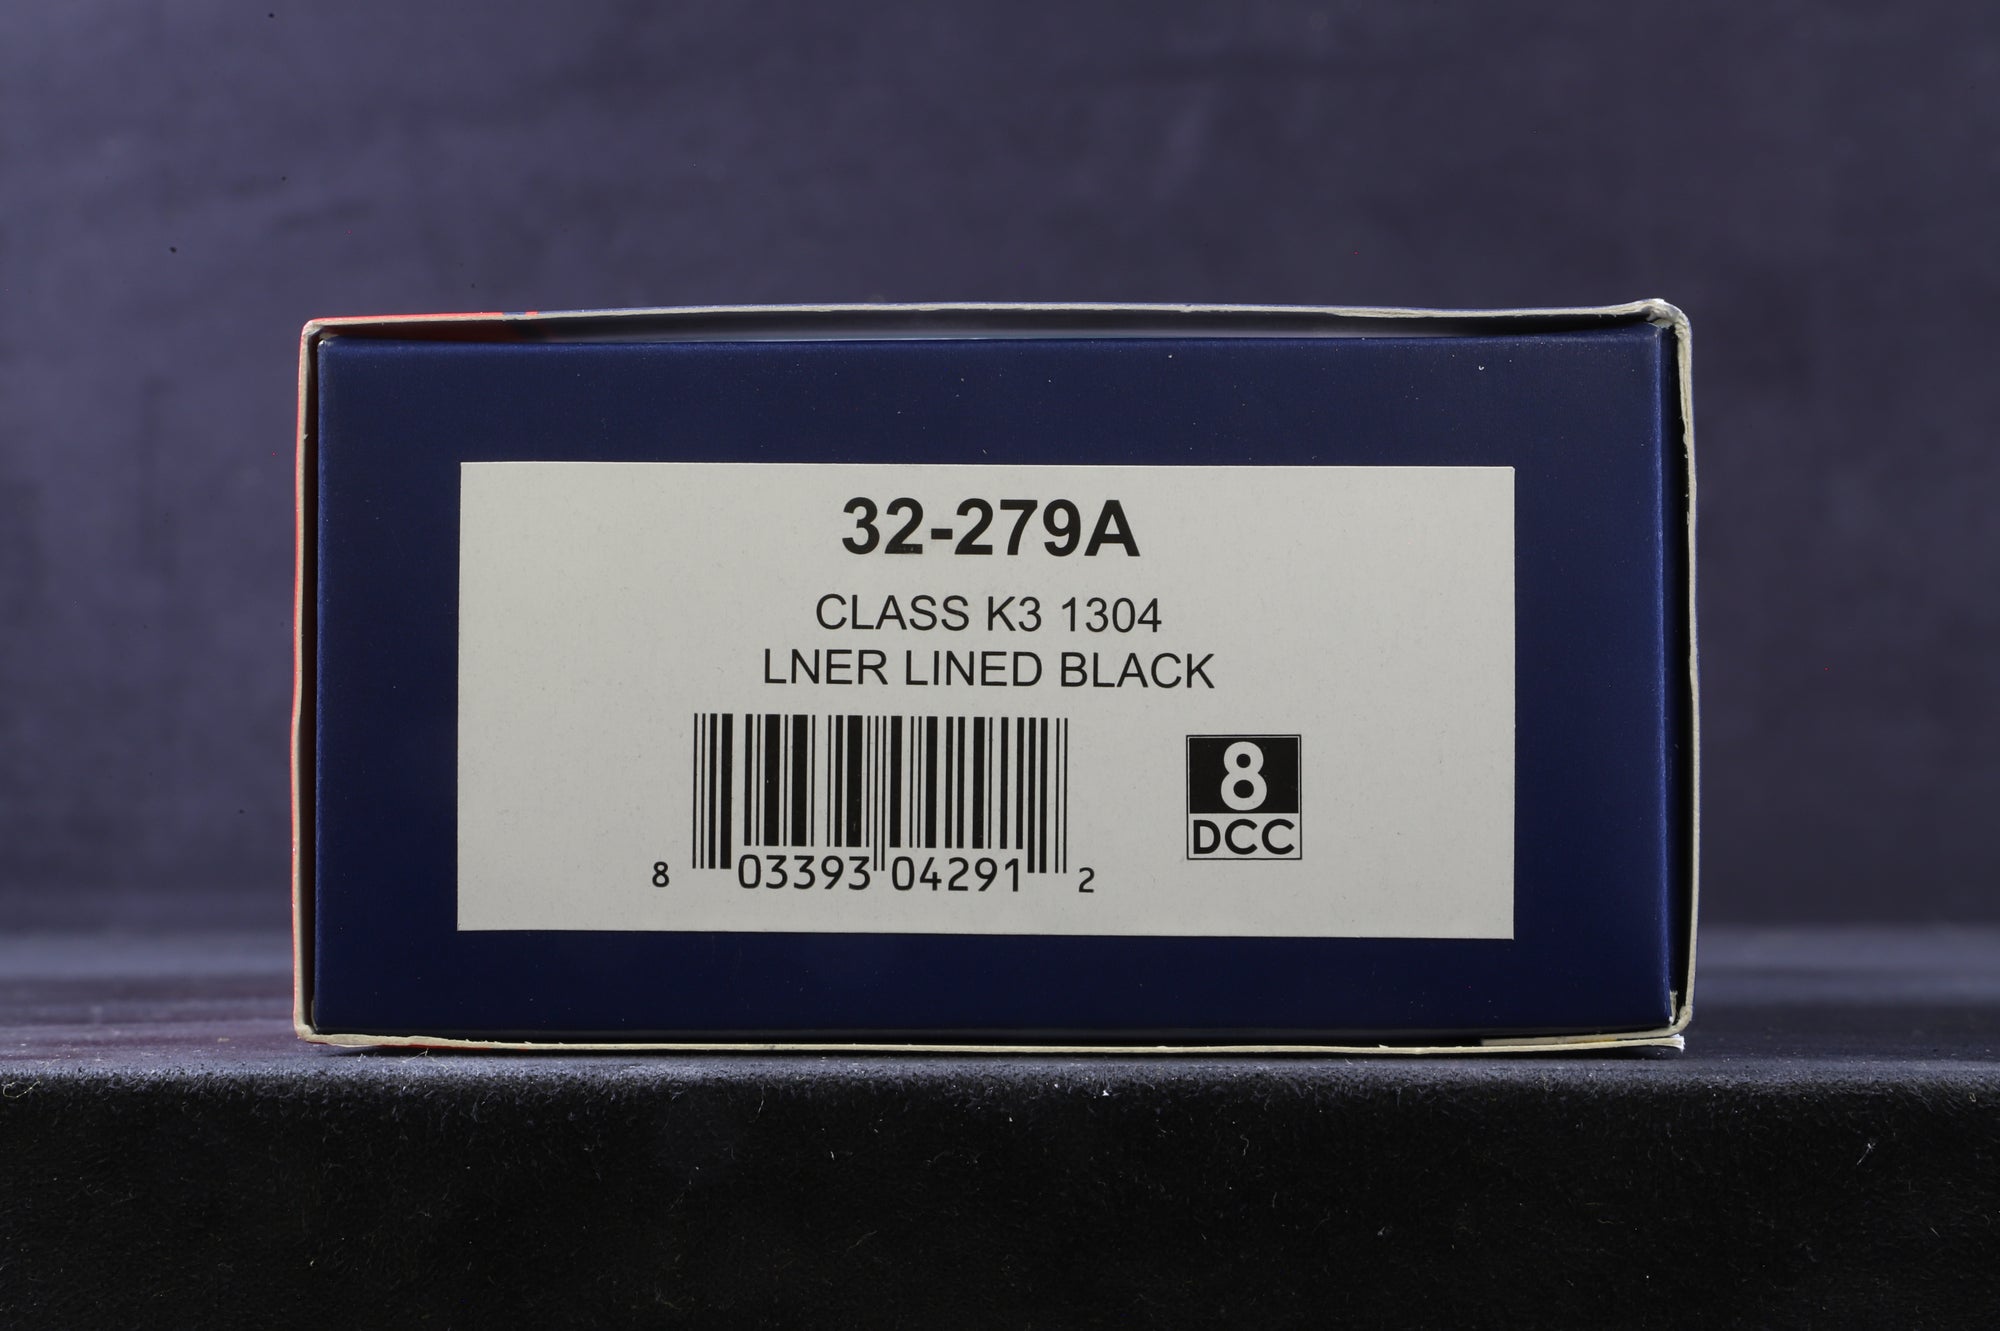 32-279A
CLASS K3 1304
LNER LINED BLACK
8 03393 04291 2
8
DCC